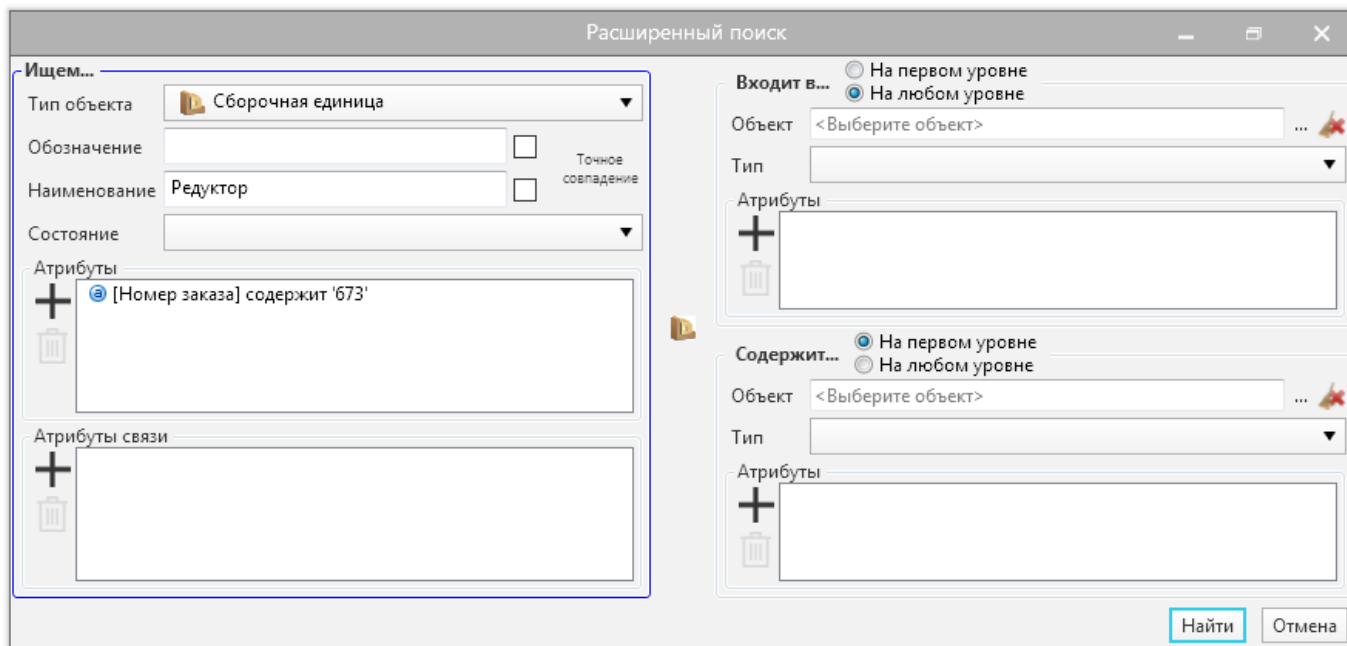 Расширенный поиск
Ищем...
Тип объекта Сборочная единица
Обозначение
Точное совпадение
Наименование Редуктор
Состояние
Атрибуты
[Номер заказа] содержит '673'
Атрибуты связи
Входит в...
На первом уровне
На любом уровне
Объект <Выберите объект> ...
Тип
Атрибуты
Содержит...
На первом уровне
На любом уровне
Объект <Выберите объект> ...
Тип
Атрибуты
Найти Отмена